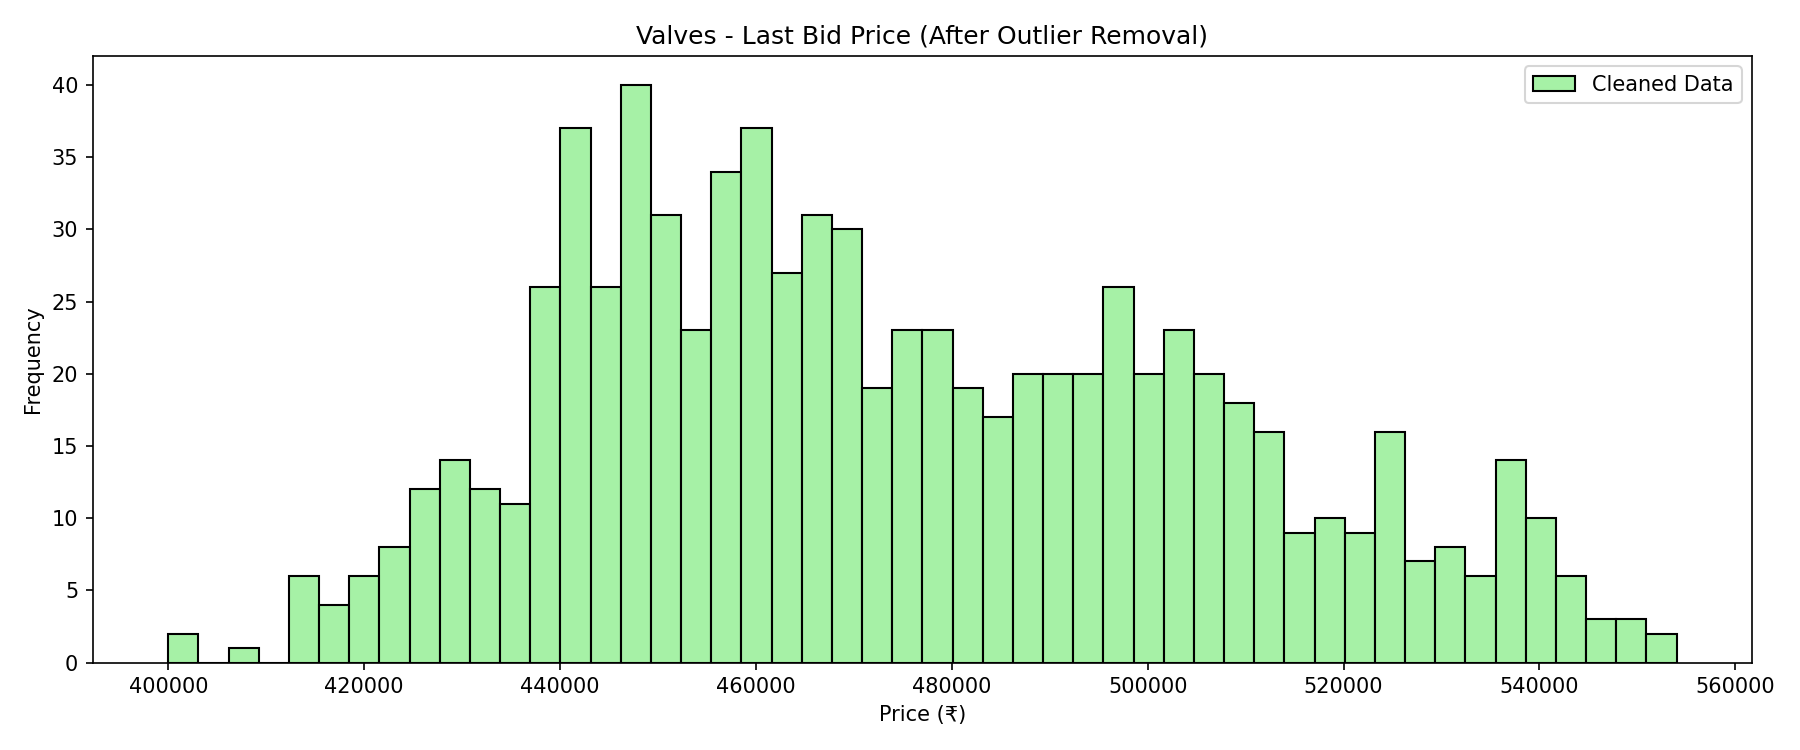 Valves - Last Bid Price (After Outlier Removal)
Cleaned Data
40
35
30
25
20
15
10
5
0
Frequency
400000 420000 440000 460000 480000 500000 520000 540000 560000
Price (₹)